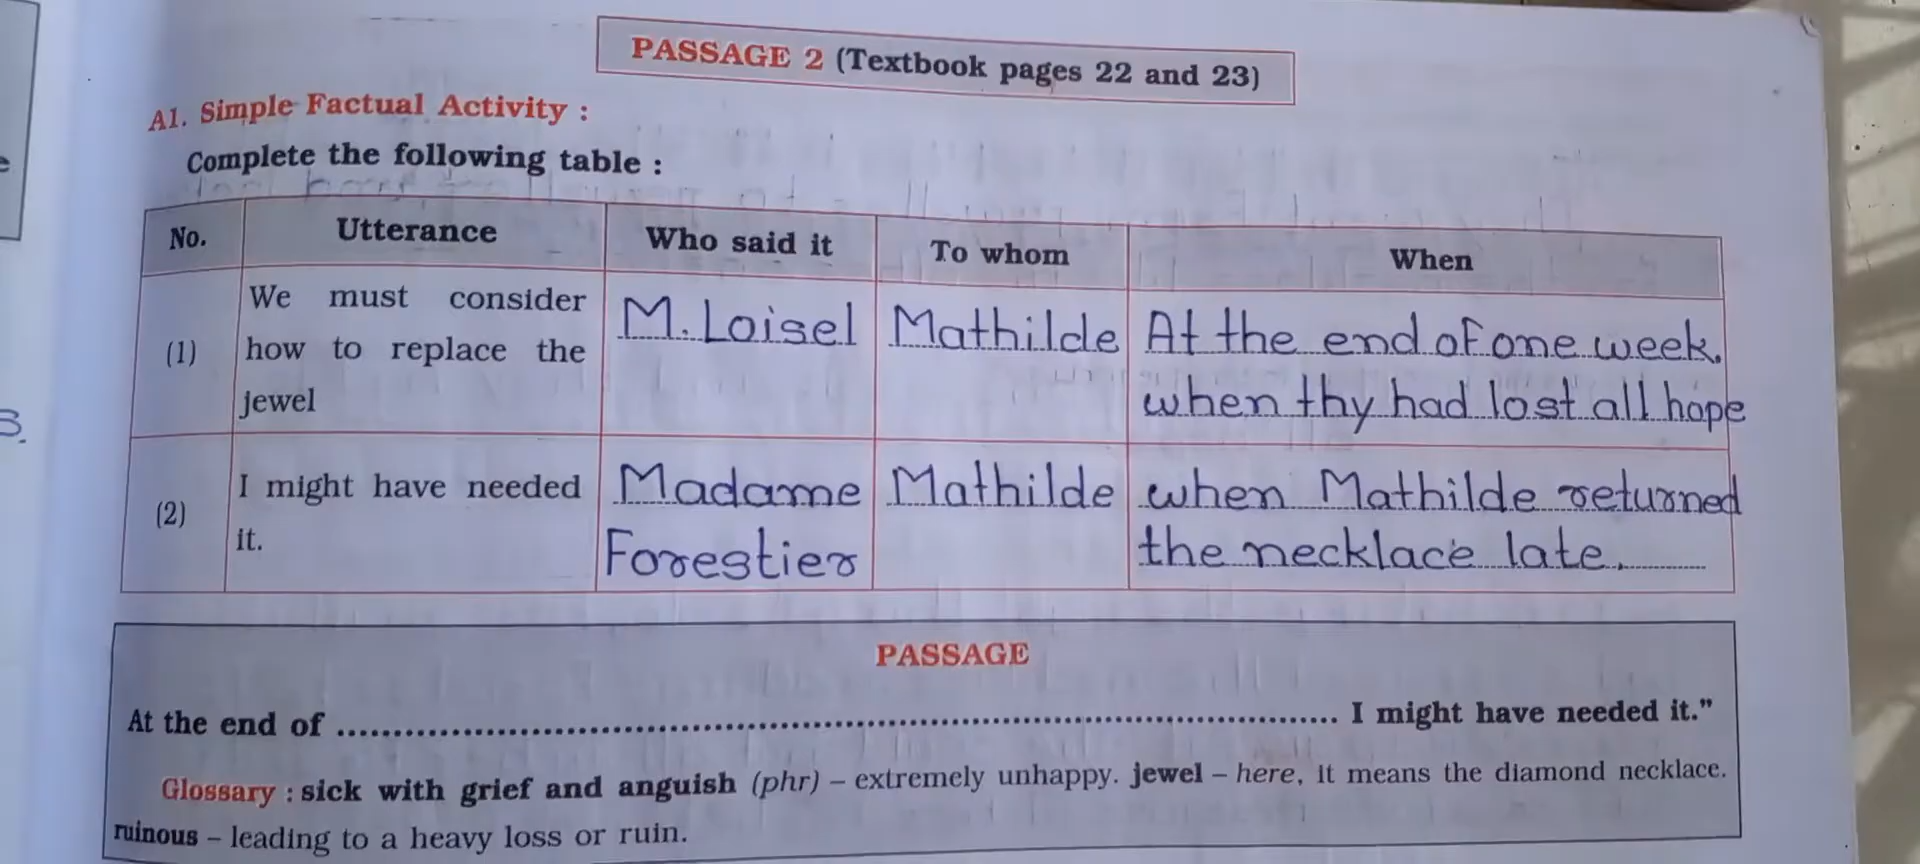 PASSAGE 2 (Textbook pages 22 and 23)
A1. Simple Factual Activity :
Complete the following table :
No. Utterance Who said it To whom When
(1) We must consider how to replace the jewel
M. Loisel
Mathilde
At the end of one week.
when thy had lost all hope
(2) I might have needed it.
Madame
Forestier
Mathilde
when Mathilde returned
the necklace late.
PASSAGE
At the end of ........................................................ I might have needed it."
Glossary : sick with grief and anguish (phr) – extremely unhappy. jewel – here, it means the diamond necklace.
ruinous – leading to a heavy loss or ruin.